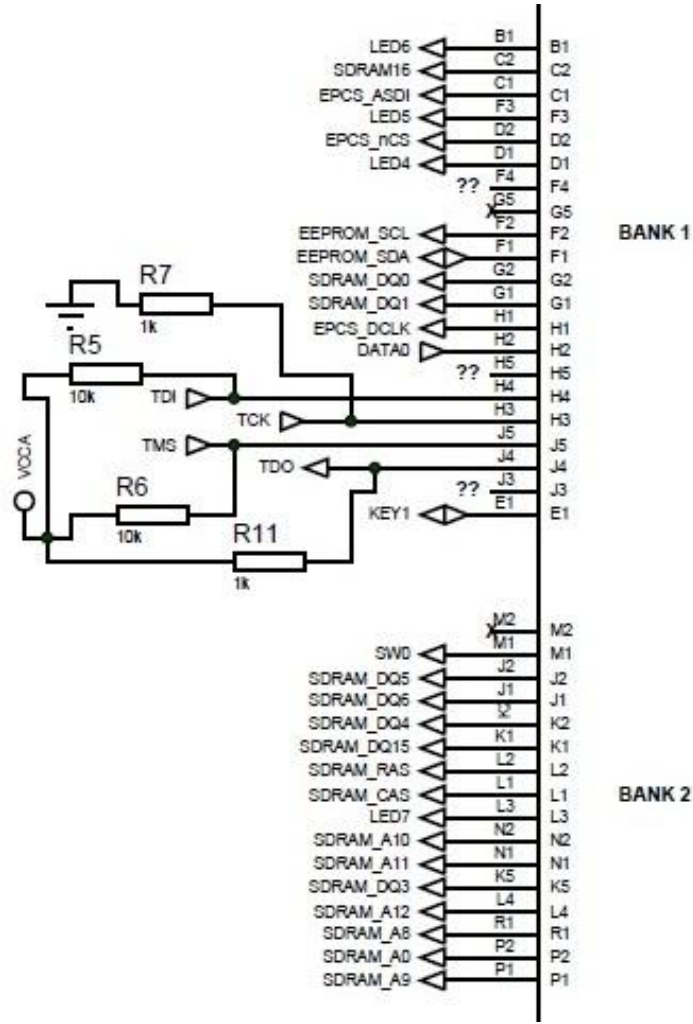 B1
LED6 B1
C2
SDRAM15 C2
C1
EPCS_ASDI C1
F3
LED5 F3
D2
EPCS_nCS D2
D1
LED4 D1
F4
?? F4
G5
X G5
F2
EEPROM_SCL F2
BANK 1
F1
EEPROM_SDA F1
G2
SDRAM_DQ0 G2
R7
G1
SDRAM_DQ1 G1
1k
H1
EPCS_DCLK H1
H2
DATA0 H2
R5
H5
?? H5
10k
TDI
H4
H4
TCK
H3
H3
TMS
J5
J5
VCCA
TDO
J4
J4
R6
J3
?? J3
10k
E1
KEY1 E1
R11
1k
M2
X M2
M1
SW0 M1
J2
SDRAM_DQ5 J2
J1
SDRAM_DQ6 J1
SDRAM_DQ4 K2
K1
SDRAM_DQ15 K1
L2
SDRAM_RAS L2
L1
SDRAM_CAS L1
BANK 2
L3
LED7 L3
N2
SDRAM_A10 N2
N1
SDRAM_A11 N1
K5
SDRAM_DQ3 K5
L4
SDRAM_A12 L4
R1
SDRAM_A8 R1
P2
SDRAM_A0 P2
P1
SDRAM_A9 P1